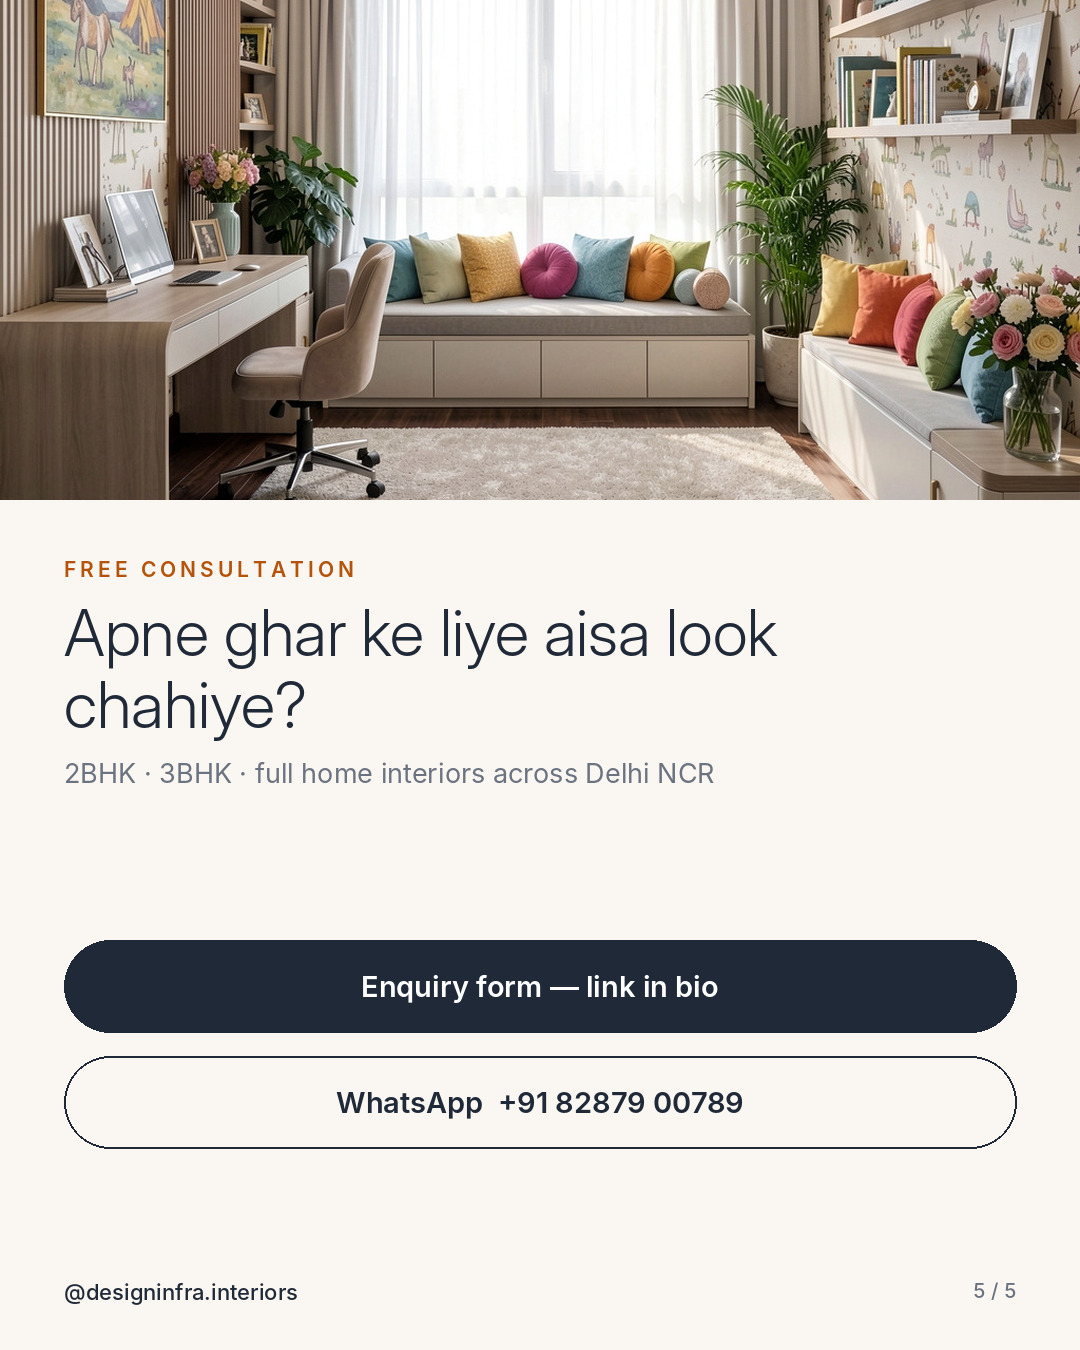 FREE CONSULTATION
Apne ghar ke liye aisa look
chahiye?
2BHK · 3BHK · full home interiors across Delhi NCR
Enquiry form — link in bio
WhatsApp +91 82879 00789
@designinfra.interiors
5 / 5